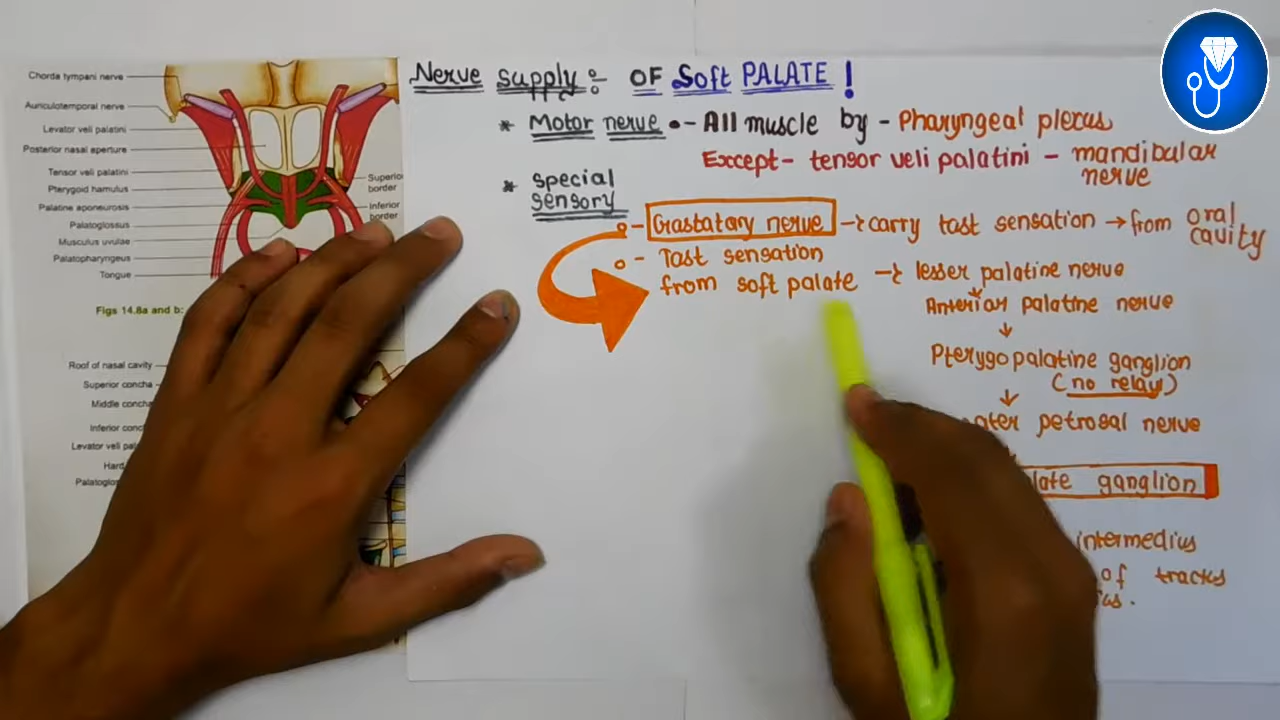 Chorda tympani nerve
Auriculotemporal nerve
Levator veli palatini
Posterior nasal aperture
Tensor veli palatini
Pterygoid hamulus
Palatine aponeurosis
Palatoglossus
Musculus uvulae
Palatopharyngeus
Tongue
Superior
border
Inferior
border
Figs 14.8a and b:
Roof of nasal cavity
Superior concha
Middle concha
Inferior
Levator veli
Hard
Nerve supply :- OF Soft PALATE !
* Motor nerve :- All muscle by - Pharyngeal plexus
Except - tensor veli palatini - mandibular
nerve
* special
sensory
- Gastatory nerve → carry tast sensation → from oral
cavity
- Tast sensation
from soft palate → lesser palatine nerve
Anterior palatine nerve
↓
Pterygopalatine ganglion
(no relay)
↓
petrosal nerve
ganglion
intermedius
of tractus